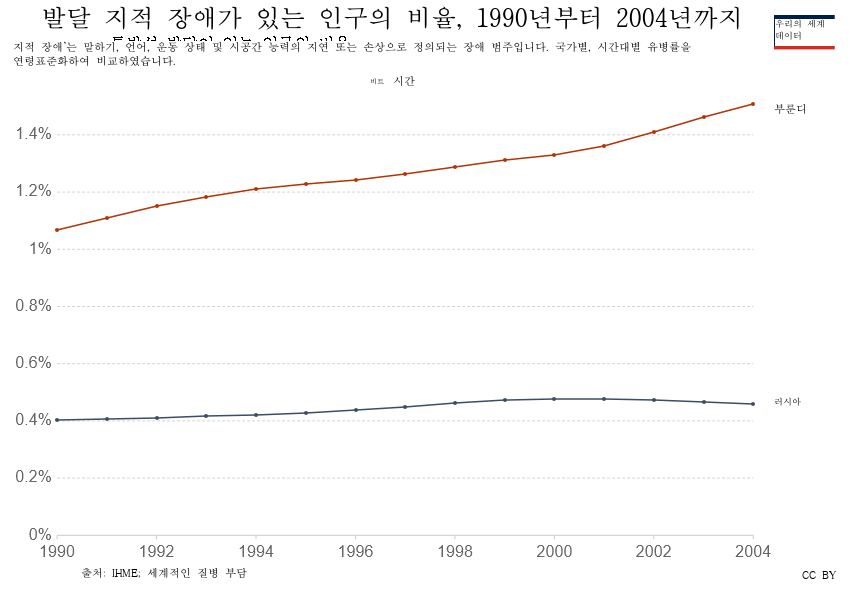 발달 지적 장애가 있는 인구의 비율, 1990년부터 2004년까지
우리의 세계
데이터
지적 장애'는 말하기, 언어, 운동 상태 및 시공간 능력의 지연 또는 손상으로 정의되는 장애 범주입니다. 국가별, 시간대별 유병률을
연령표준화하여 비교하였습니다.
비트 시간
부룬디
1.4%
1.2%
1%
0.8%
0.6%
러시아
0.4%
0.2%
0%
1990 1992 1994 1996 1998 2000 2002 2004
출처: IHME; 세계적인 질병 부담
CC BY